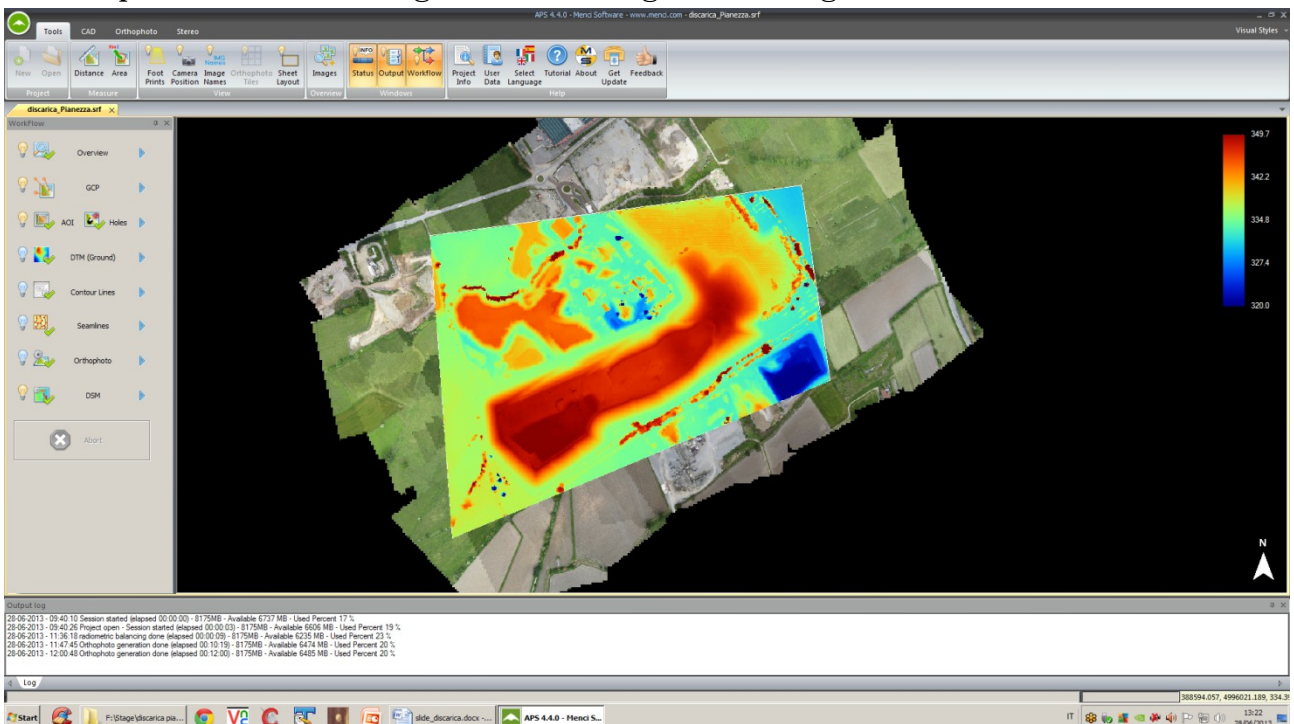 APS 4.4.0 - Menci Software - www.menci.com - discarica_Pianezza.srf
Tools CAD Orthophoto Stereo Visual Styles
New Open Distance Area Foot Prints Camera Position Image Names Orthophoto Tiles Sheet Layout Images Status Output Workflow Project Info User Data Select Language Tutorial About Get Update Feedback
Project Measure View Overview Windows Help
discarica_Pianezza.srf
WorkFlow
Overview
GCP
AOI Holes
DTM (Ground)
Contour Lines
Seamlines
Orthophoto
DSM
Abort
349.7
342.2
334.8
327.4
320.0
N
Output log
28-06-2013 - 09:40:10 Session started (elapsed 00:00:00) - 8175MB - Available 6737 MB - Used Percent 17 %
28-06-2013 - 09:40:26 Project open - Session started (elapsed 00:00:03) - 8175MB - Available 6606 MB - Used Percent 19 %
28-06-2013 - 11:36:18 radiometric balancing done (elapsed 00:00:09) - 8175MB - Available 6235 MB - Used Percent 23 %
28-06-2013 - 11:47:45 Orthophoto generation done (elapsed 00:10:19) - 8175MB - Available 6474 MB - Used Percent 20 %
28-06-2013 - 12:00:48 Orthophoto generation done (elapsed 00:12:00) - 8175MB - Available 6485 MB - Used Percent 20 %
Log
388594.057, 4996021.189, 334.3
Start F:\Stage\discarica pia... slide_discarica.docx -... APS 4.4.0 - Menci S... IT 13:22
28/06/2013